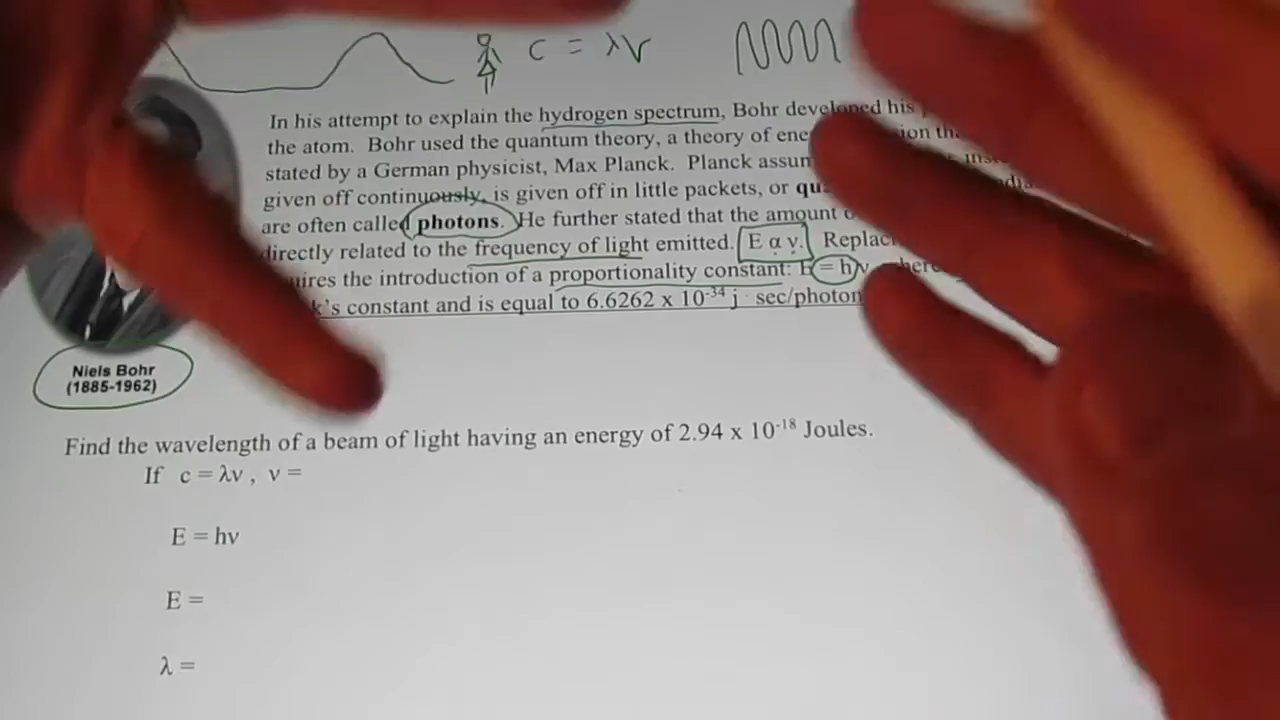 c = λν
In his attempt to explain the hydrogen spectrum, Bohr developed his
the atom. Bohr used the quantum theory, a theory of
stated by a German physicist, Max Planck. Planck
given off continuously, is given off in little packets, or
are often called photons. He further stated that the amount
directly related to the frequency of light emitted. E α ν.
the introduction of a proportionality constant: E = hν
constant and is equal to 6.6262 x 10⁻³⁴ j · sec/photon
Niels Bohr
(1885-1962)
Find the wavelength of a beam of light having an energy of 2.94 x 10⁻¹⁸ Joules.
If c = λν , ν =
E = hν
E =
λ =